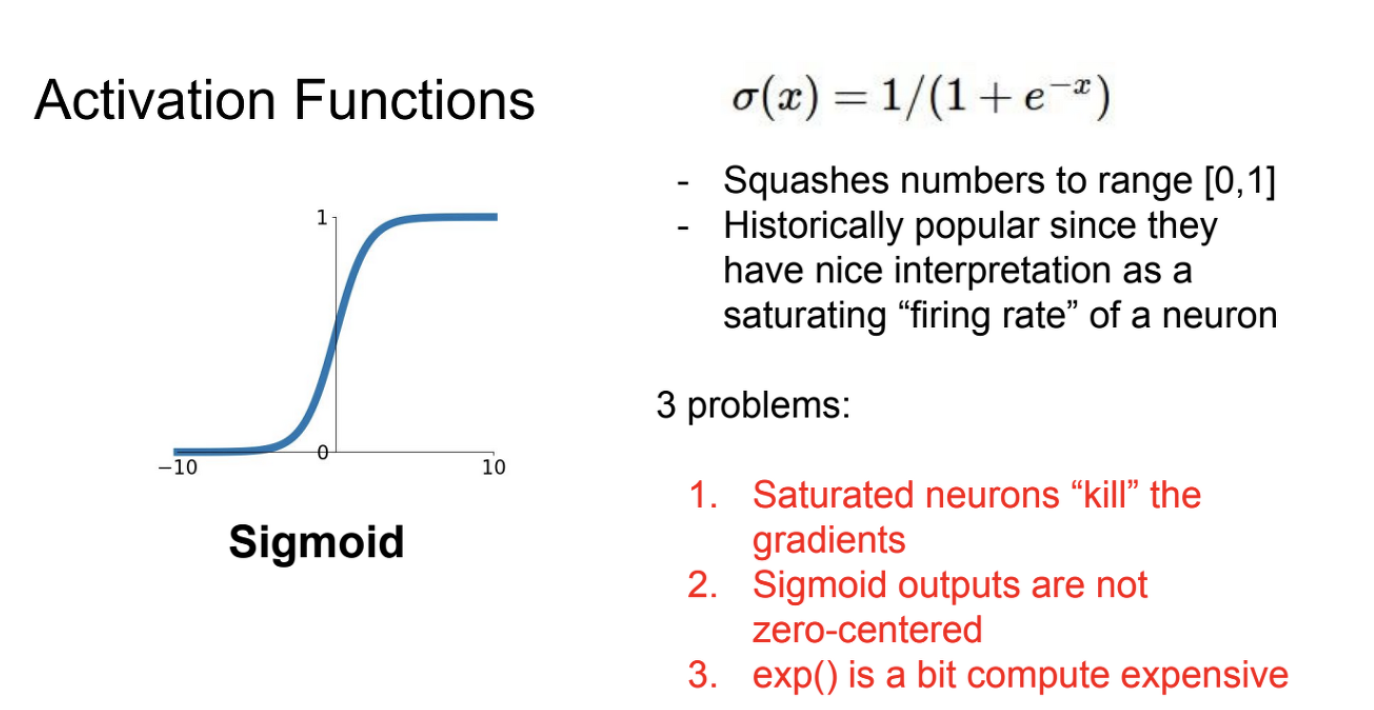 Activation Functions
1
0
−10
10
Sigmoid
σ(x) = 1/(1 + e⁻ˣ)
- Squashes numbers to range [0,1]
- Historically popular since they
have nice interpretation as a
saturating “firing rate” of a neuron
3 problems:
1. Saturated neurons “kill” the
gradients
2. Sigmoid outputs are not
zero-centered
3. exp() is a bit compute expensive